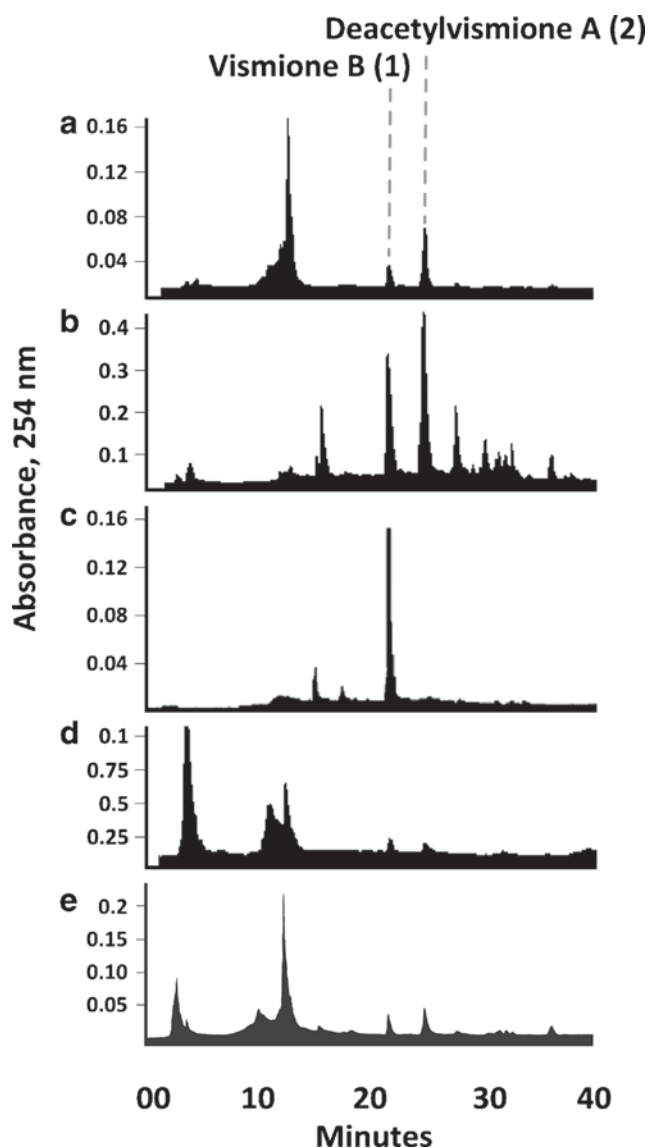 Deacetylvismione A (2)
Vismione B (1)
a
0.16
0.12
0.08
0.04
b
0.4
0.3
0.2
0.1
c
0.16
0.12
0.08
0.04
d
0.1
0.75
0.5
0.25
e
0.2
0.15
0.10
0.05
Absorbance, 254 nm
00 10 20 30 40
Minutes